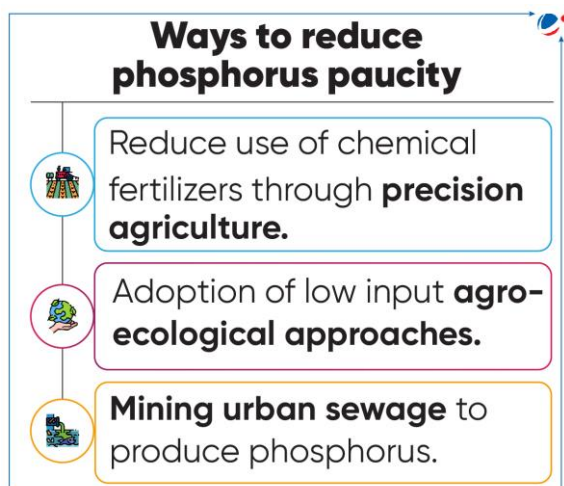 Ways to reduce
phosphorus paucity
Reduce use of chemical
fertilizers through precision
agriculture.
Adoption of low input agro-
ecological approaches.
Mining urban sewage to
produce phosphorus.